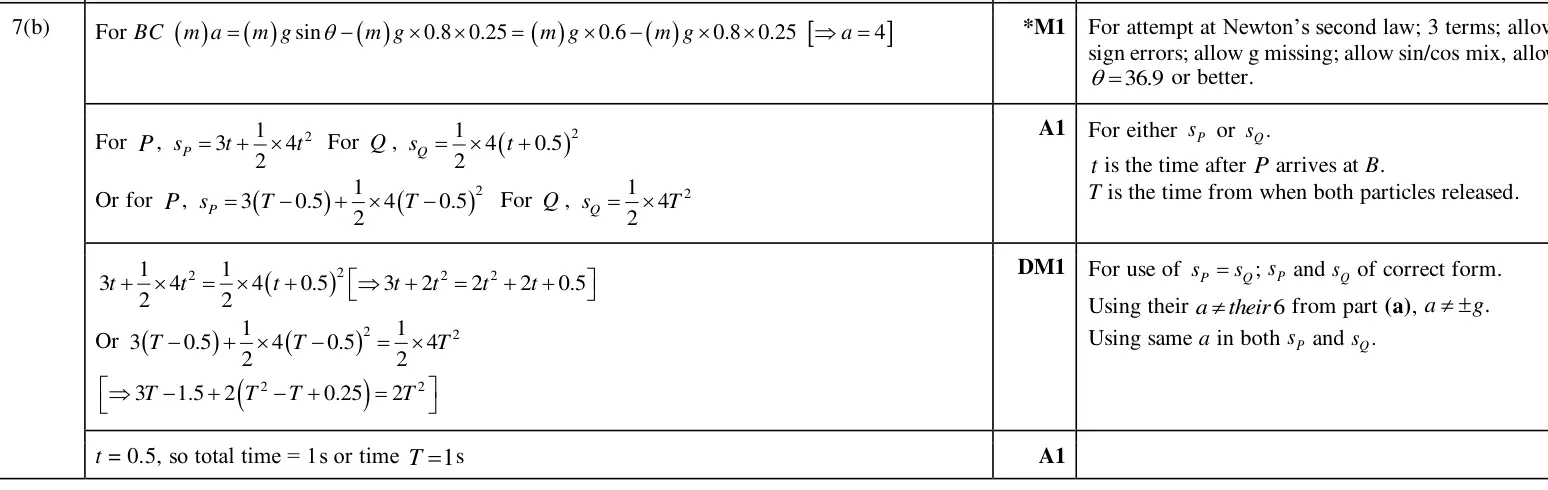 7(b)
For BC (m)a = (m)g sinθ − (m)g × 0.8 × 0.25 = (m)g × 0.6 − (m)g × 0.8 × 0.25 [⇒ a = 4]
*M1
For attempt at Newton's second law; 3 terms; allow
sign errors; allow g missing; allow sin/cos mix, allow
θ = 36.9 or better.
For P, s_P = 3t + 1/2 × 4t² For Q, s_Q = 1/2 × 4(t + 0.5)²
Or for P, s_P = 3(T − 0.5) + 1/2 × 4(T − 0.5)² For Q, s_Q = 1/2 × 4T²
A1
For either s_P or s_Q.
t is the time after P arrives at B.
T is the time from when both particles released.
3t + 1/2 × 4t² = 1/2 × 4(t + 0.5)² [⇒ 3t + 2t² = 2t² + 2t + 0.5]
Or 3(T − 0.5) + 1/2 × 4(T − 0.5)² = 1/2 × 4T²
[⇒ 3T − 1.5 + 2(T² − T + 0.25) = 2T²]
DM1
For use of s_P = s_Q; s_P and s_Q of correct form.
Using their a ≠ their 6 from part (a), a ≠ ±g.
Using same a in both s_P and s_Q.
t = 0.5, so total time = 1s or time T = 1s
A1